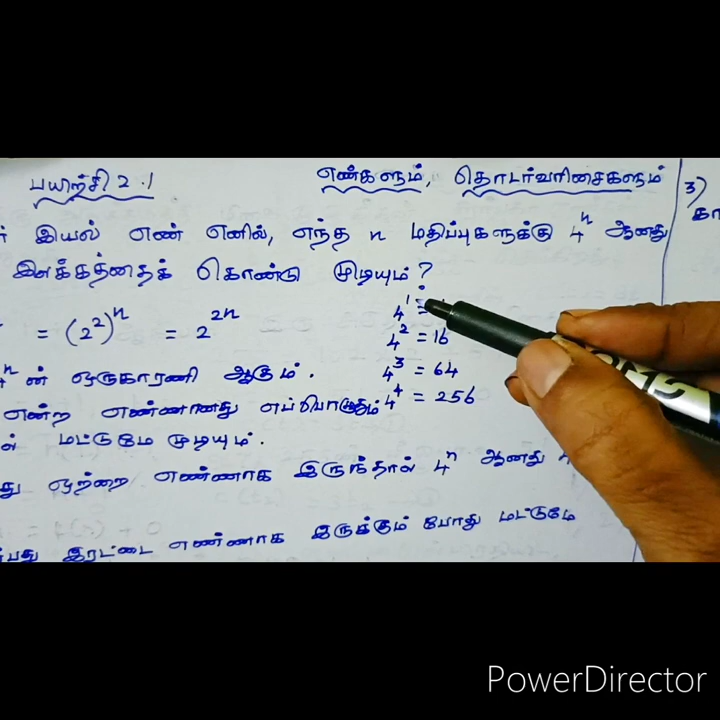 பயிற்சி 2.1 எண்களும், தொடர்வரிசைகளும் 3)
இயல் எண் எனில், எந்த n மதிப்புகளுக்கு 4ⁿ ஆனது
இலக்கத்தைக் கொண்டு முடியும் ?
= (2²)ⁿ = 2²ⁿ 4¹ =
4² = 16
ன் ஒருகாரணி ஆகும். 4³ = 64
என்ற எண்ணானது எப்பொழுதும் 4⁴ = 256
மட்டுமே முடியும்.
ஒற்றை எண்ணாக இருந்தால் 4ⁿ ஆனது
இரட்டை எண்ணாக இருக்கும் போது மட்டுமே
PowerDirector